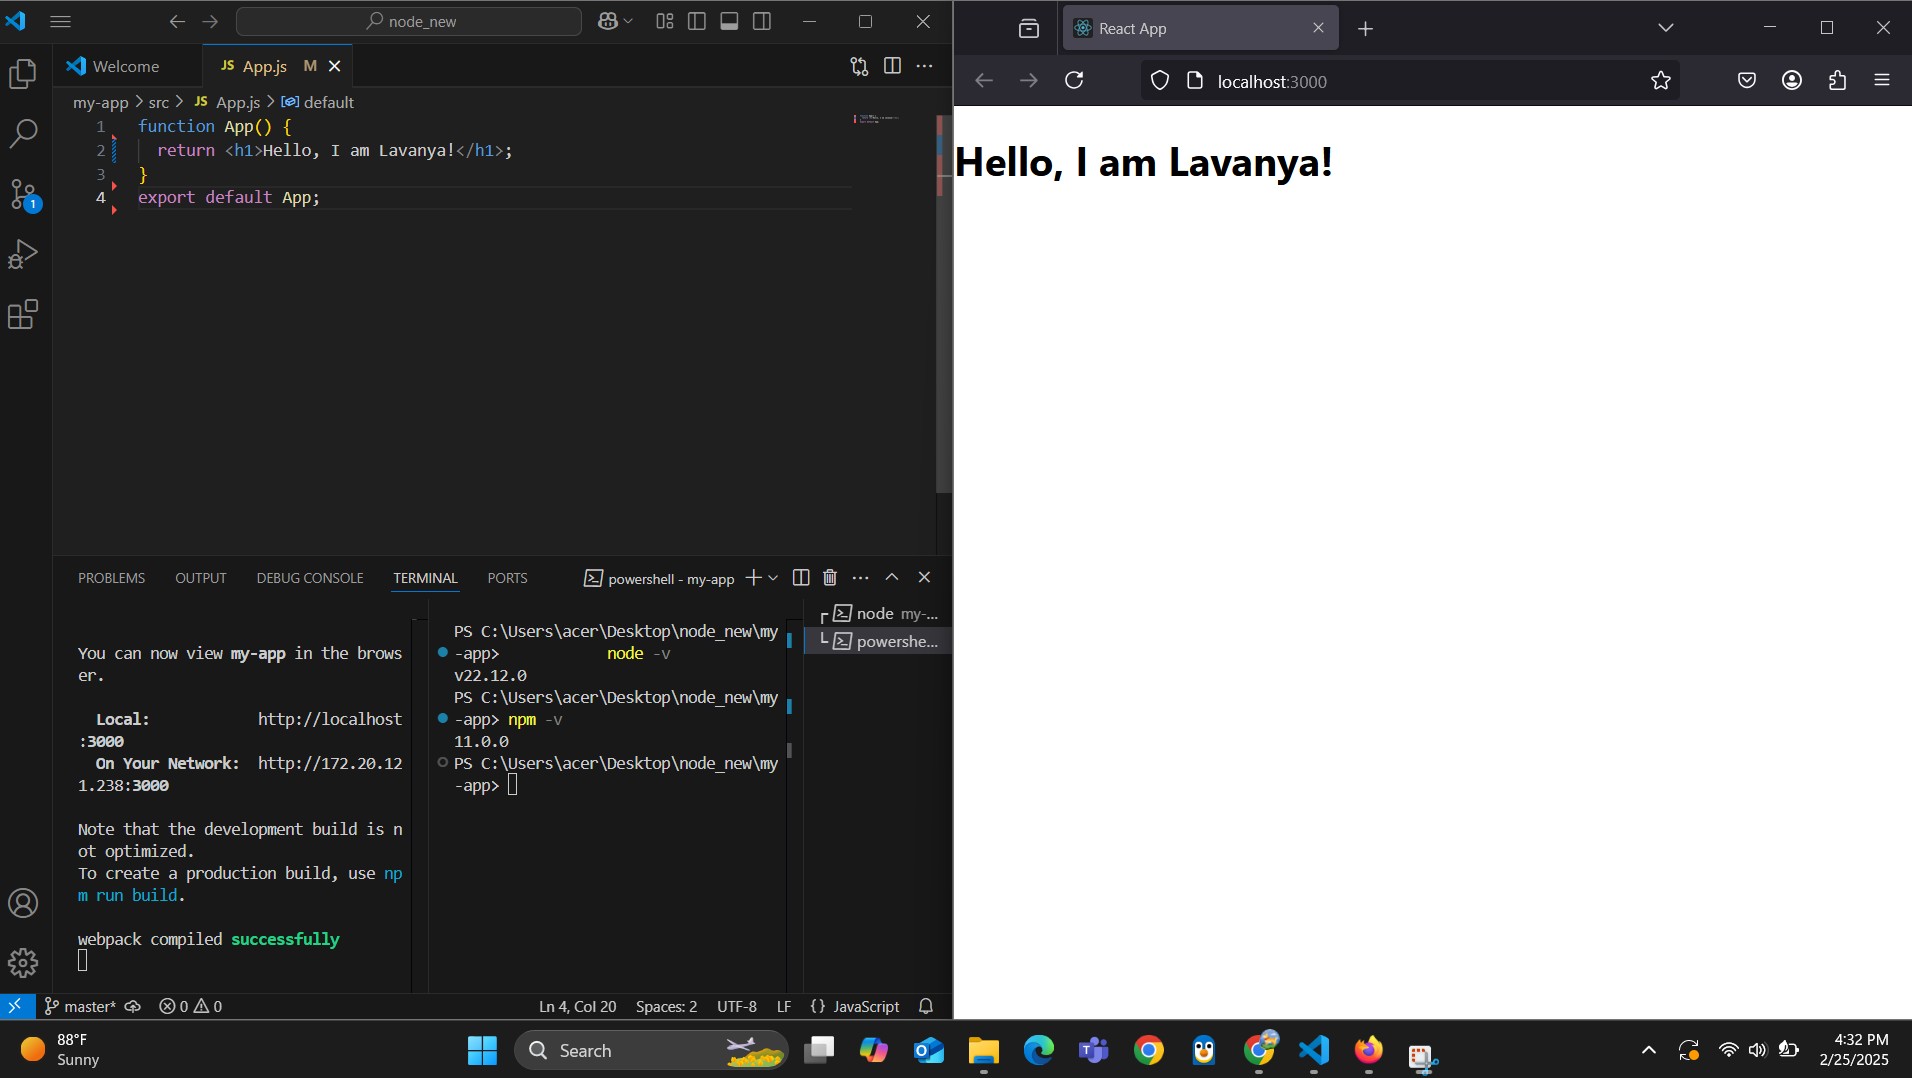 node_new
Welcome
JS App.js M
my-app > src > JS App.js > default
1 function App() {
2 return <h1>Hello, I am Lavanya!</h1>;
3 }
4 export default App;
1
PROBLEMS OUTPUT DEBUG CONSOLE TERMINAL PORTS
powershell - my-app
You can now view my-app in the brows
er.
Local: http://localhost
:3000
On Your Network: http://172.20.12
1.238:3000
Note that the development build is n
ot optimized.
To create a production build, use np
m run build.
webpack compiled successfully
PS C:\Users\acer\Desktop\node_new\my
-app> node -v
v22.12.0
PS C:\Users\acer\Desktop\node_new\my
-app> npm -v
11.0.0
PS C:\Users\acer\Desktop\node_new\my
-app>
node my-...
powershe...
master* 0 0 Ln 4, Col 20 Spaces: 2 UTF-8 LF {} JavaScript
React App
localhost:3000
Hello, I am Lavanya!
88°F
Sunny
Search
4:32 PM
2/25/2025